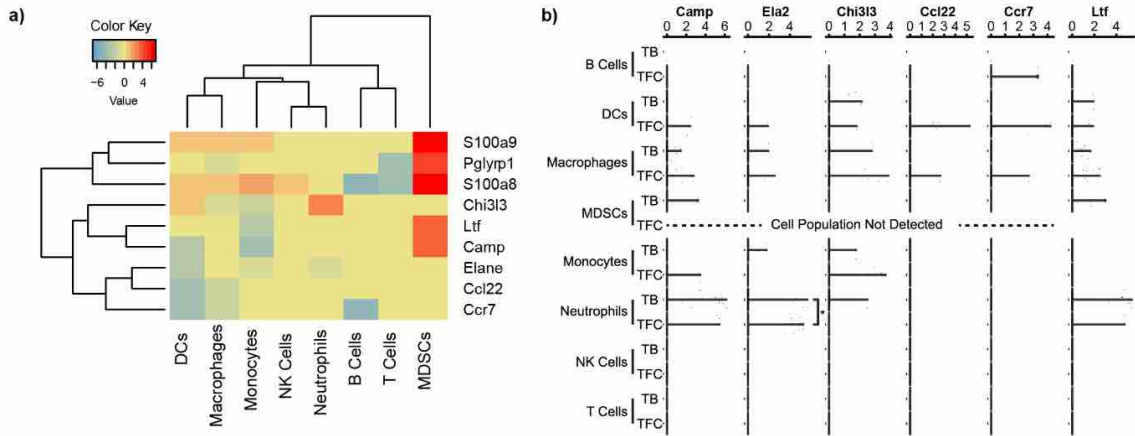 a)
Color Key
−6 0 4
Value
S100a9
Pglyrp1
S100a8
Chi3l3
Ltf
Camp
Elane
Ccl22
Ccr7
DCs
Macrophages
Monocytes
NK Cells
Neutrophils
B Cells
T Cells
MDSCs
b)
Camp Ela2 Chi3l3 Ccl22 Ccr7 Ltf
0 2 4 6 0 2 4 0 1 2 3 4 0 1 2 3 4 5 0 1 2 3 4 0 2 4
B Cells
TB
TFC
DCs
TB
TFC
Macrophages
TB
TFC
MDSCs
TB
TFC
Cell Population Not Detected
Monocytes
TB
TFC
Neutrophils
TB
TFC
*
NK Cells
TB
TFC
T Cells
TB
TFC